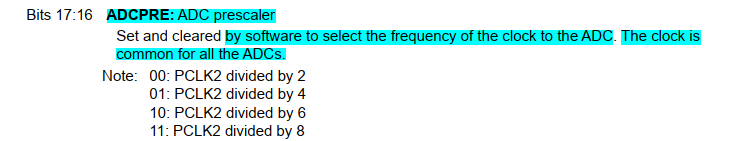 Bits 17:16 ADCPRE: ADC prescaler
Set and cleared by software to select the frequency of the clock to the ADC. The clock is
common for all the ADCs.
Note: 00: PCLK2 divided by 2
01: PCLK2 divided by 4
10: PCLK2 divided by 6
11: PCLK2 divided by 8